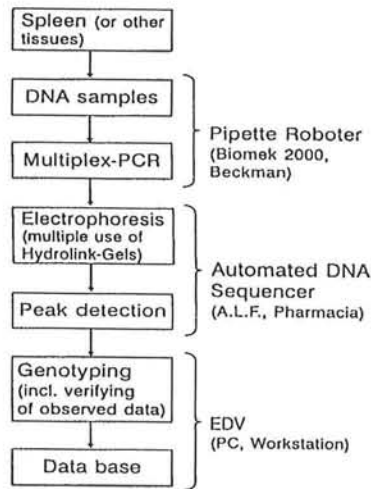 Spleen (or other
tissues)
DNA samples
Multiplex-PCR
Pipette Roboter
(Biomek 2000,
Beckman)
Electrophoresis
(multiple use of
Hydrolink-Gels)
Peak detection
Automated DNA
Sequencer
(A.L.F., Pharmacia)
Genotyping
(incl. verifying
of observed data)
Data base
EDV
(PC, Workstation)